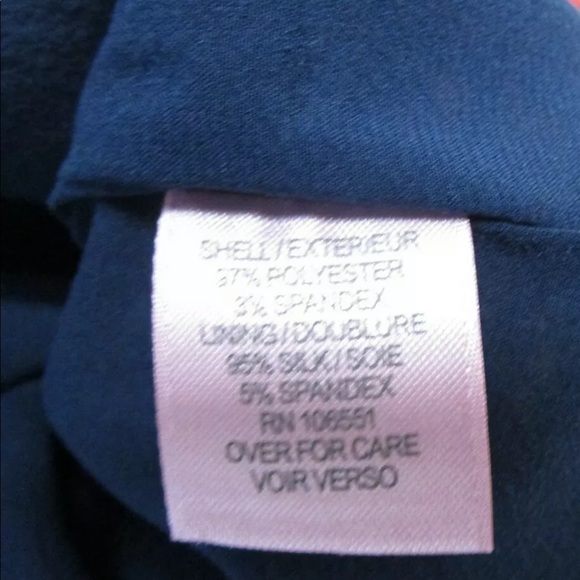 SHELL/EXTERIEUR
97% POLYESTER
3% SPANDEX
LINING/DOUBLURE
95% SILK/SOIE
5% SPANDEX
RN 106551
OVER FOR CARE
VOIR VERSO